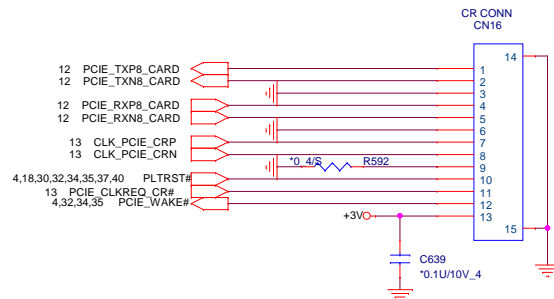 CR CONN
CN16
14
12 PCIE_TXP8_CARD 1
12 PCIE_TXN8_CARD 2
3
12 PCIE_RXP8_CARD 4
12 PCIE_RXN8_CARD 5
6
13 CLK_PCIE_CRP 7
13 CLK_PCIE_CRN 8
*0_4/S R592 9
4,18,30,32,34,35,37,40 PLTRST# 10
13 PCIE_CLKREQ_CR# 11
4,32,34,35 PCIE_WAKE# 12
+3V 13
15
C639
*0.1U/10V_4